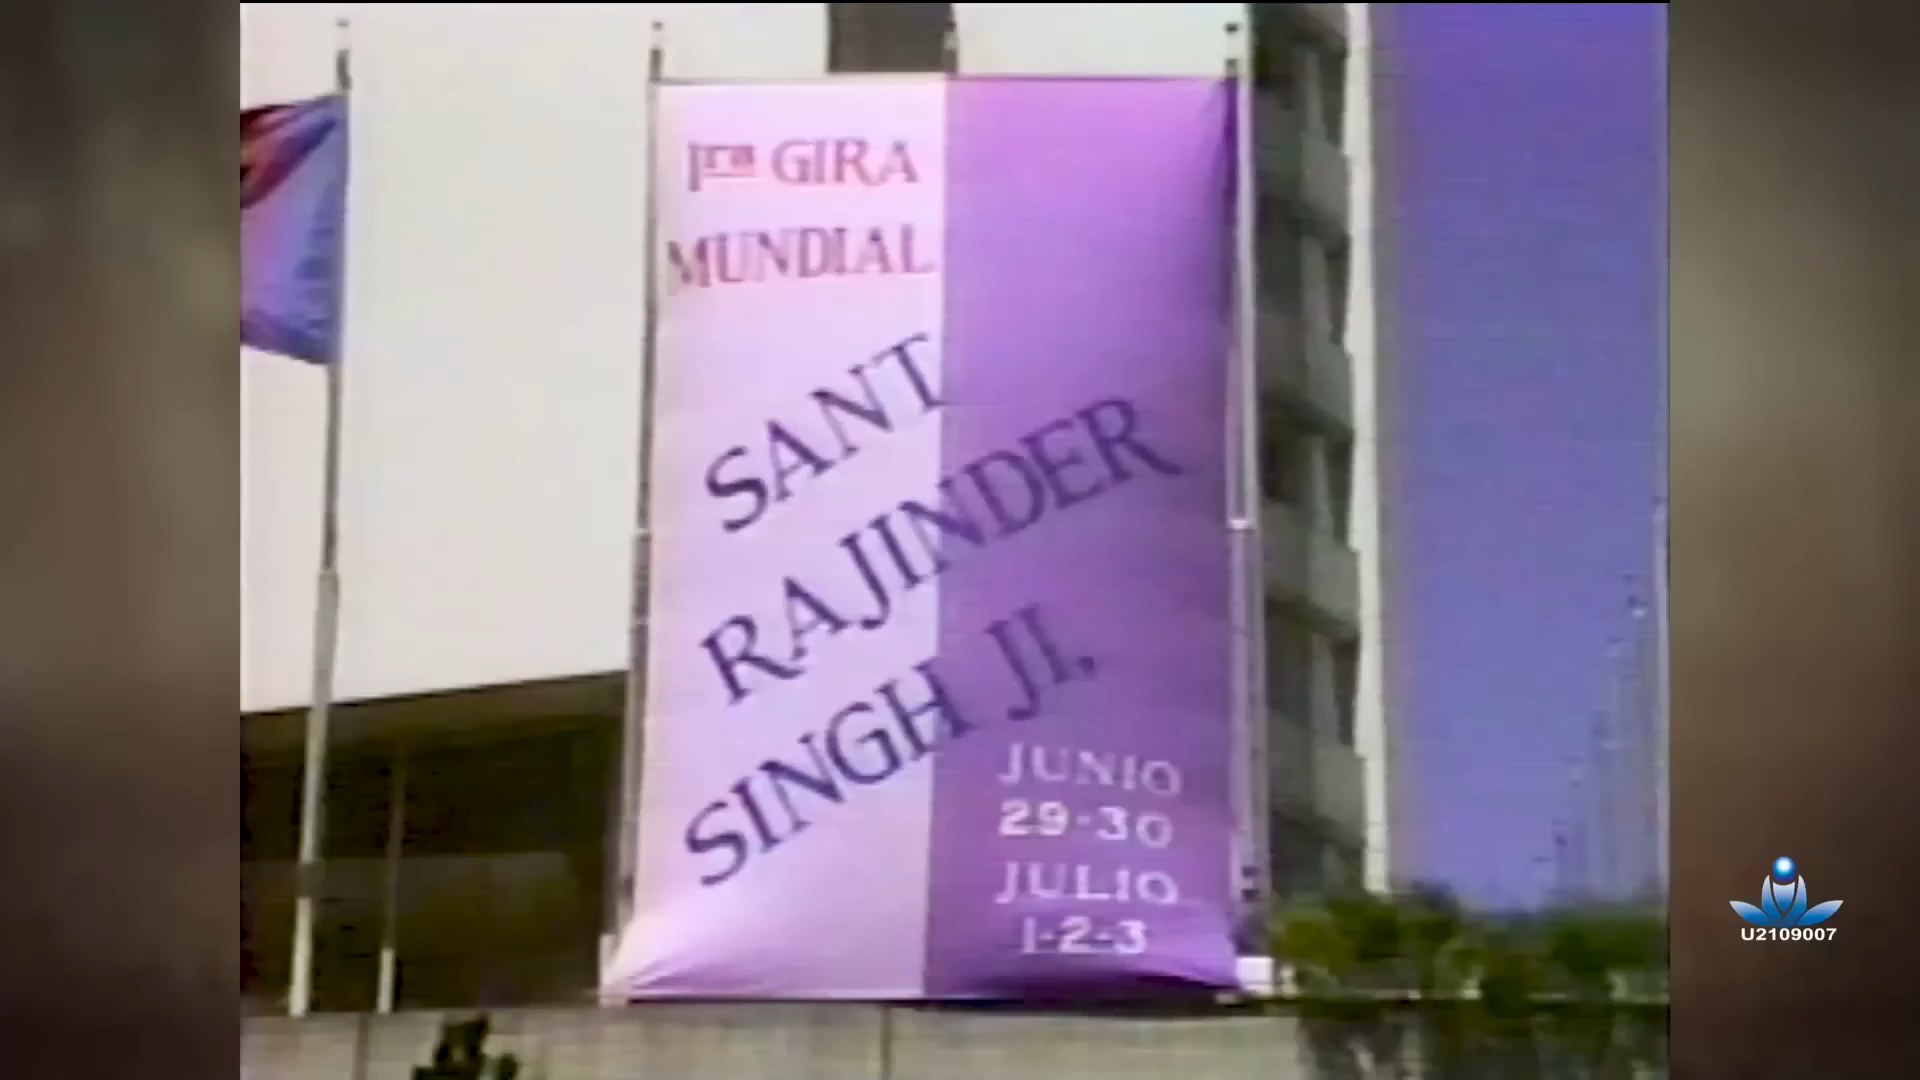 1ra GIRA
MUNDIAL
SANT
RAJINDER
SINGH JI,
JUNIO
29-30
JULIO
1-2-3
U2109007